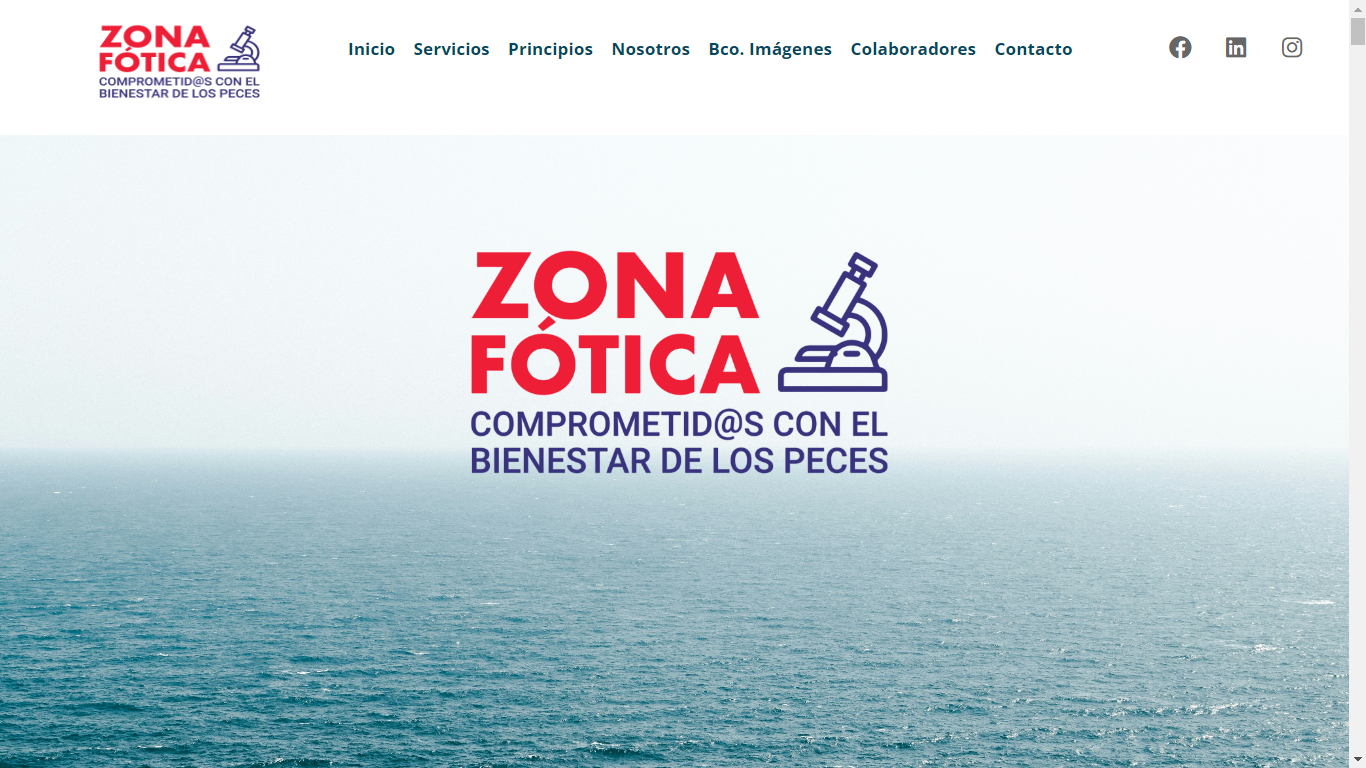 ZONA
FÓTICA
COMPROMETID@S CON EL
BIENESTAR DE LOS PECES
Inicio Servicios Principios Nosotros Bco. Imágenes Colaboradores Contacto
ZONA
FÓTICA
COMPROMETID@S CON EL
BIENESTAR DE LOS PECES